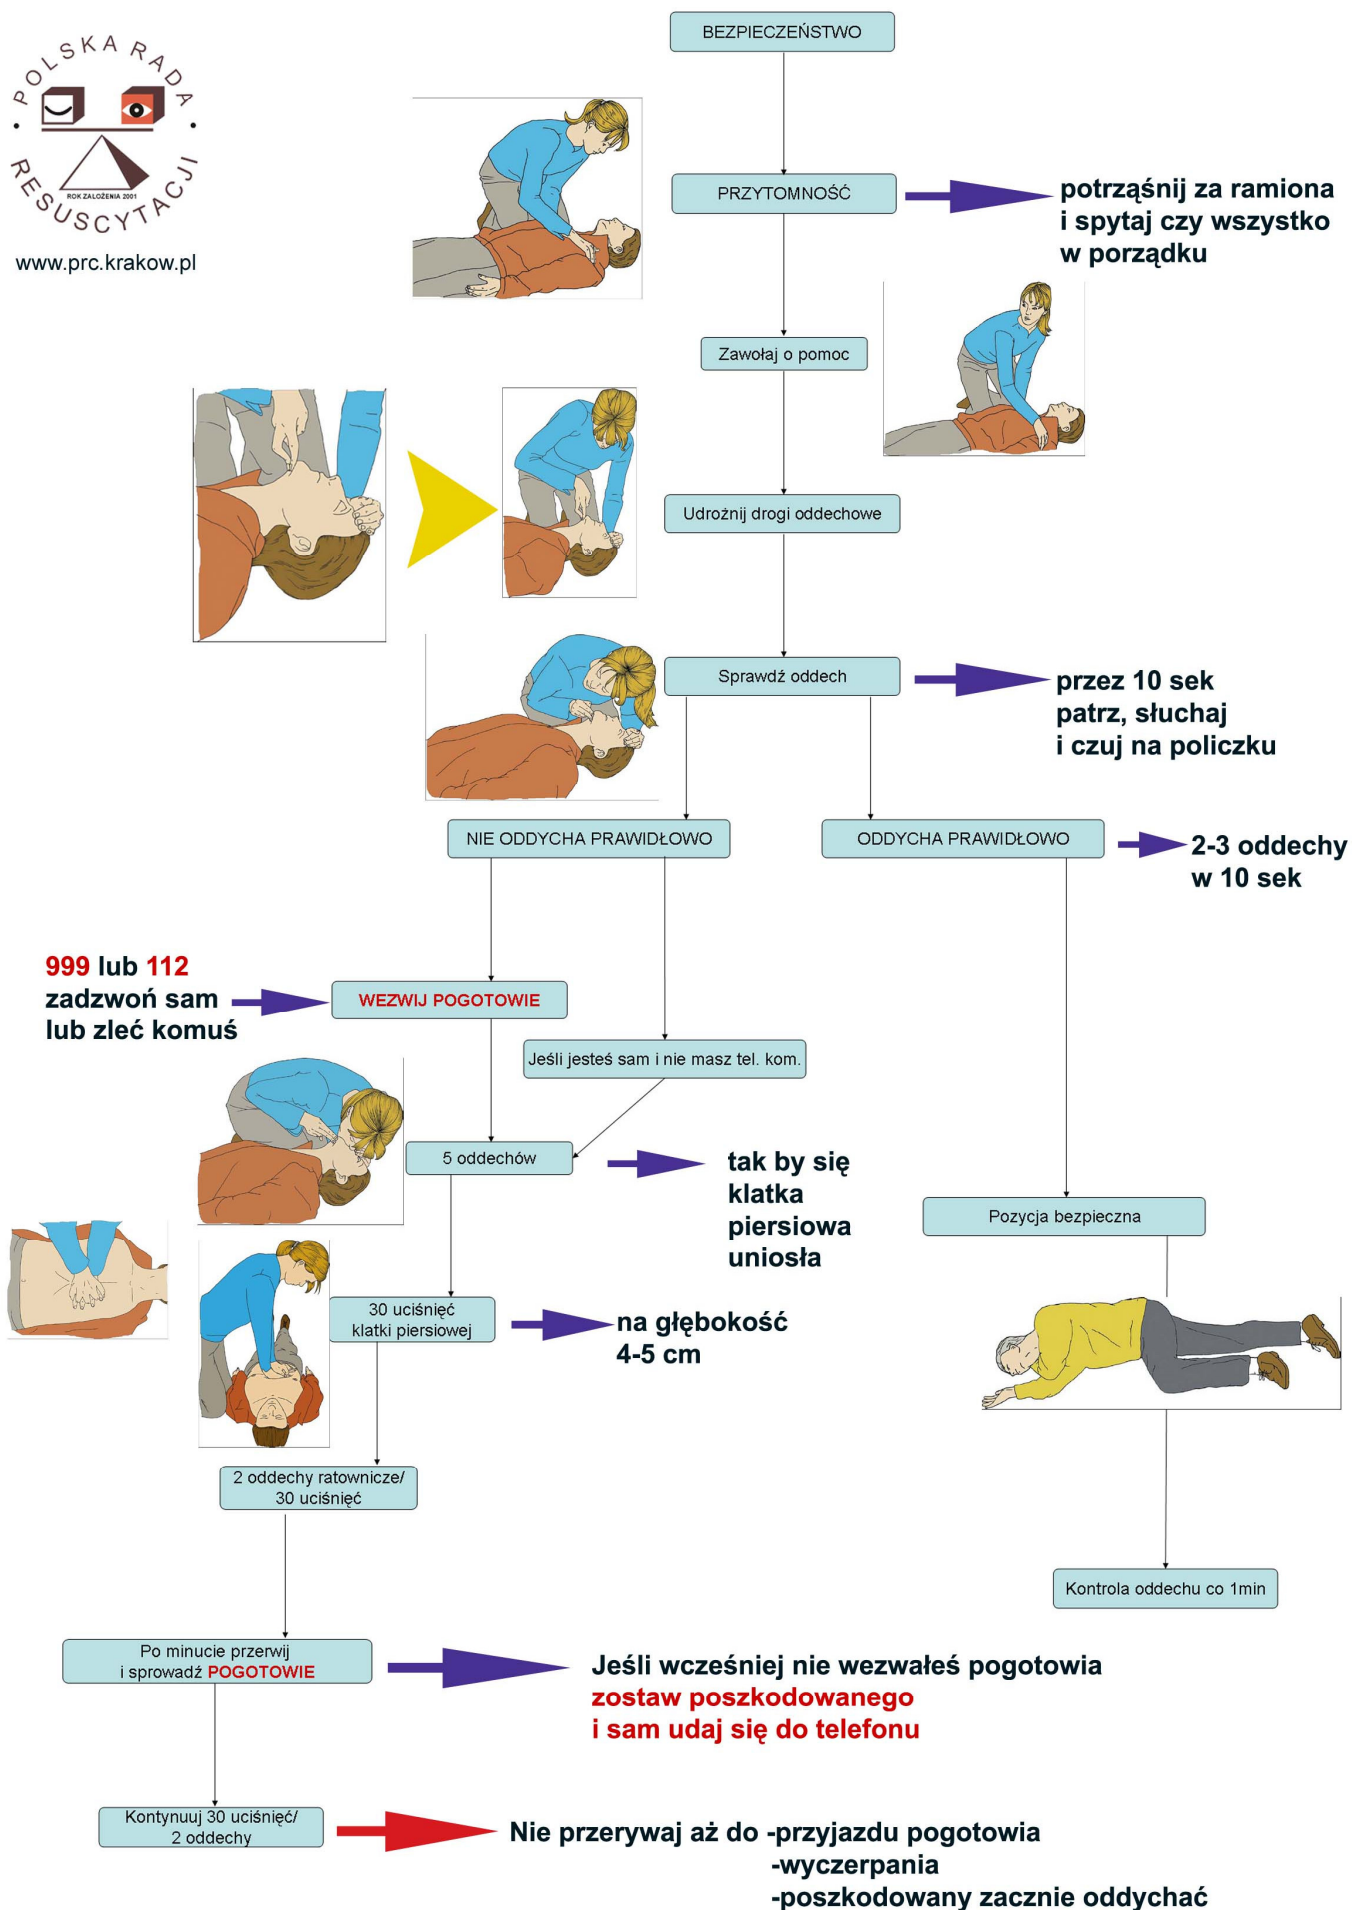 POLSKA RADA
RESUSCYTACJI
ROK ZAŁOŻENIA 2001
www.prc.krakow.pl
BEZPIECZEŃSTWO
PRZYTOMNOŚĆ
potrząśnij za ramiona
i spytaj czy wszystko
w porządku
Zawołaj o pomoc
Udrożnij drogi oddechowe
Sprawdź oddech
przez 10 sek
patrz, słuchaj
i czuj na policzku
NIE ODDYCHA PRAWIDŁOWO
ODDYCHA PRAWIDŁOWO
2-3 oddechy
w 10 sek
999 lub 112
zadzwoń sam
lub zleć komuś
WEZWIJ POGOTOWIE
Jeśli jesteś sam i nie masz tel. kom.
5 oddechów
tak by się
klatka
piersiowa
uniosła
Pozycja bezpieczna
30 uciśnięć
klatki piersiowej
na głębokość
4-5 cm
2 oddechy ratownicze/
30 uciśnięć
Kontrola oddechu co 1min
Po minucie przerwij
i sprowadź POGOTOWIE
Jeśli wcześniej nie wezwałeś pogotowia
zostaw poszkodowanego
i sam udaj się do telefonu
Kontynuuj 30 uciśnięć/
2 oddechy
Nie przerywaj aż do -przyjazdu pogotowia
-wyczerpania
-poszkodowany zacznie oddychać